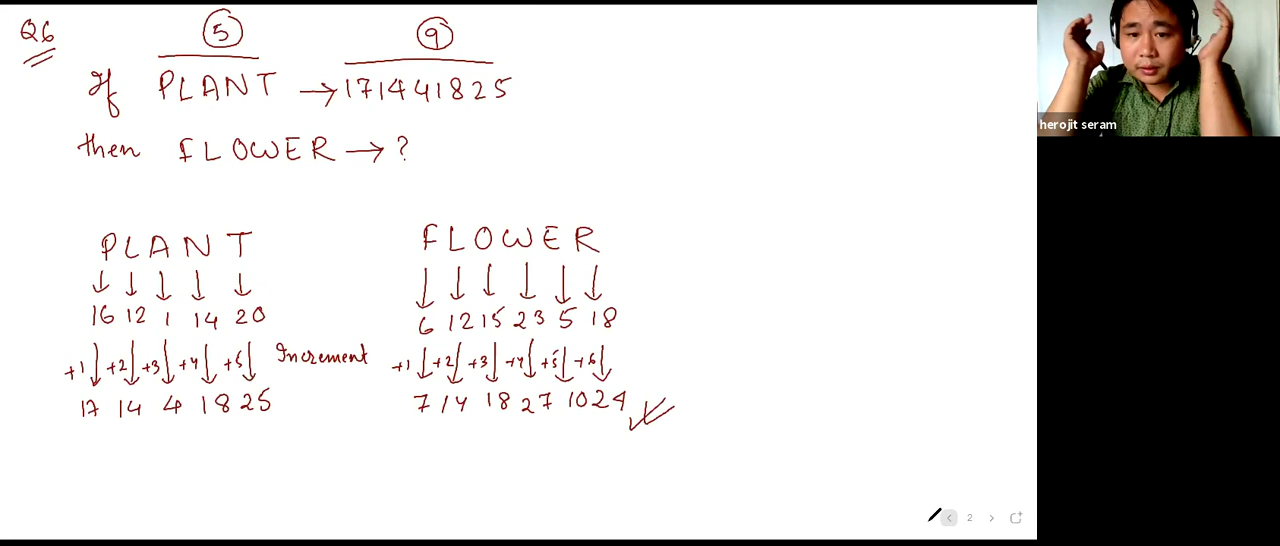 Q6
5 9
If PLANT → 171441825
then FLOWER → ?
PLANT FLOWER
16 12 1 14 20 6 12 15 23 5 18
+1 +2 +3 +4 +5 Increment +1 +2 +3 +4 +5 +6
17 14 4 18 25 7 14 18 27 10 24
herojit seram
2